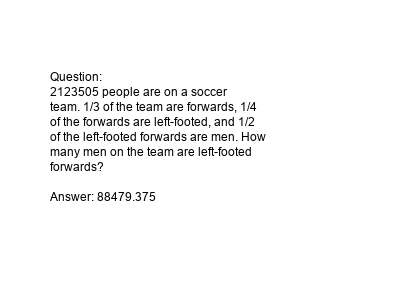 Question:
2123505 people are on a soccer
team. 1/3 of the team are forwards, 1/4
of the forwards are left-footed, and 1/2
of the left-footed forwards are men. How
many men on the team are left-footed
forwards?
Answer: 88479.375